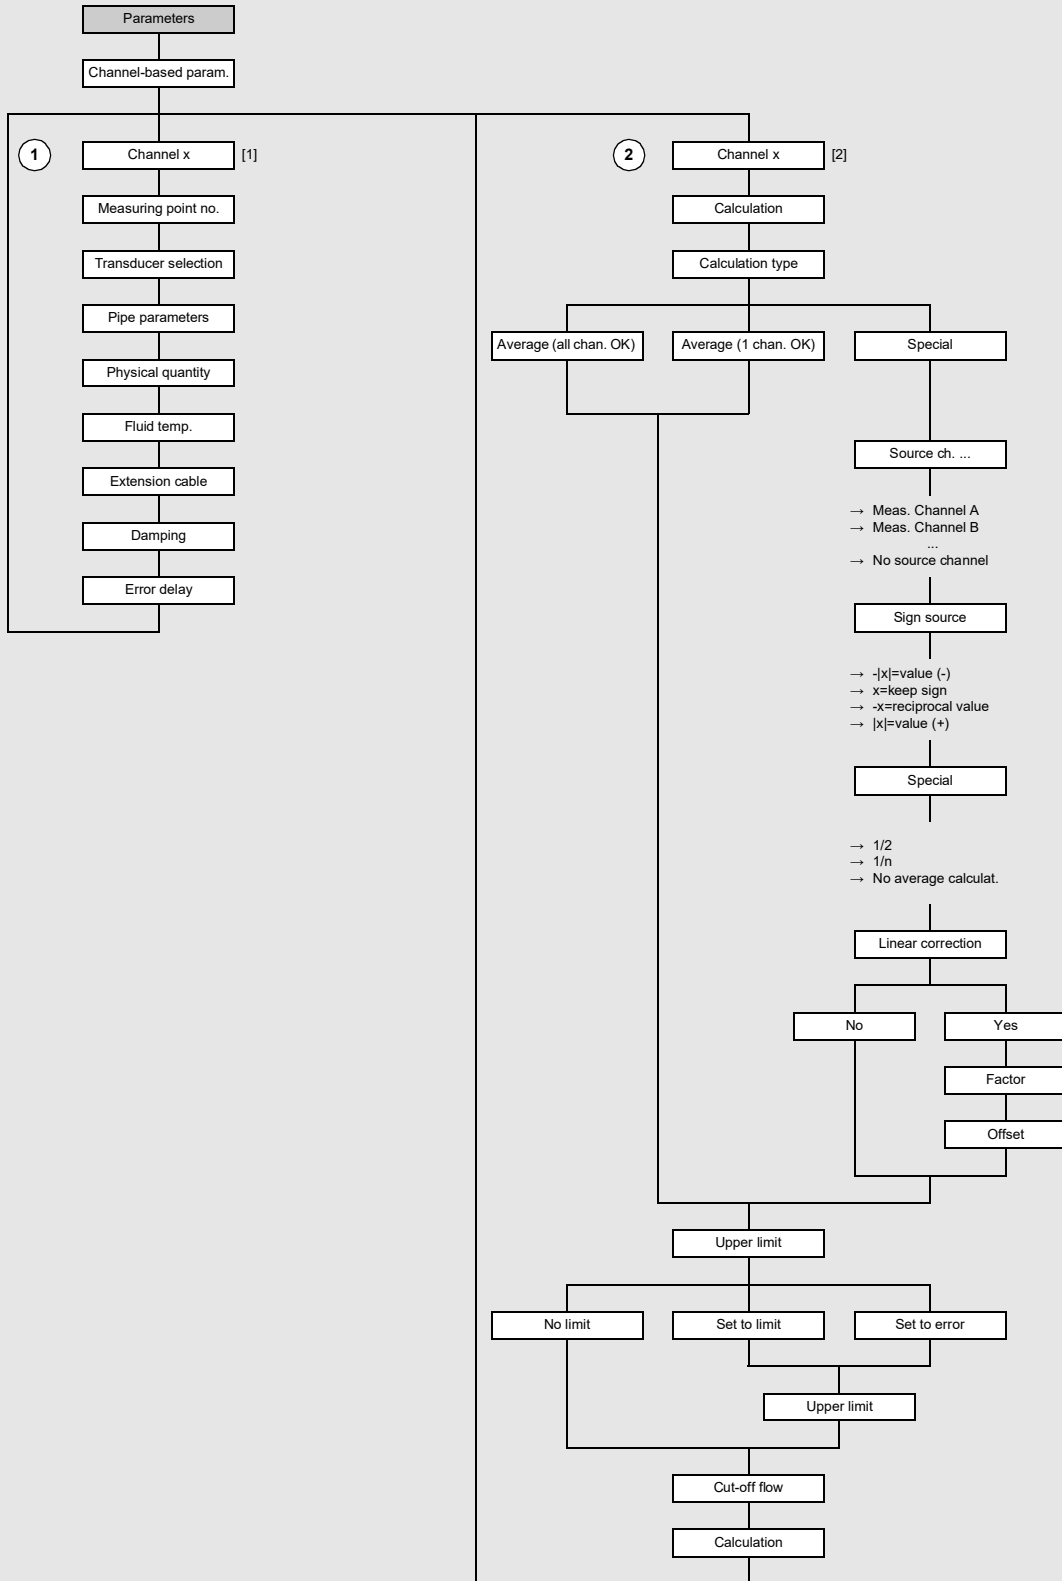 Parameters
Channel-based param.
1
Channel x
[1]
Measuring point no.
Transducer selection
Pipe parameters
Physical quantity
Fluid temp.
Extension cable
Damping
Error delay
2
Channel x
[2]
Calculation
Calculation type
Average (all chan. OK)
Average (1 chan. OK)
Special
Source ch. ...
→ Meas. Channel A
→ Meas. Channel B
...
→ No source channel
Sign source
→ -|x|=value (-)
→ x=keep sign
→ -x=reciprocal value
→ |x|=value (+)
Special
→ 1/2
→ 1/n
→ No average calculat.
Linear correction
No
Yes
Factor
Offset
Upper limit
No limit
Set to limit
Set to error
Upper limit
Cut-off flow
Calculation